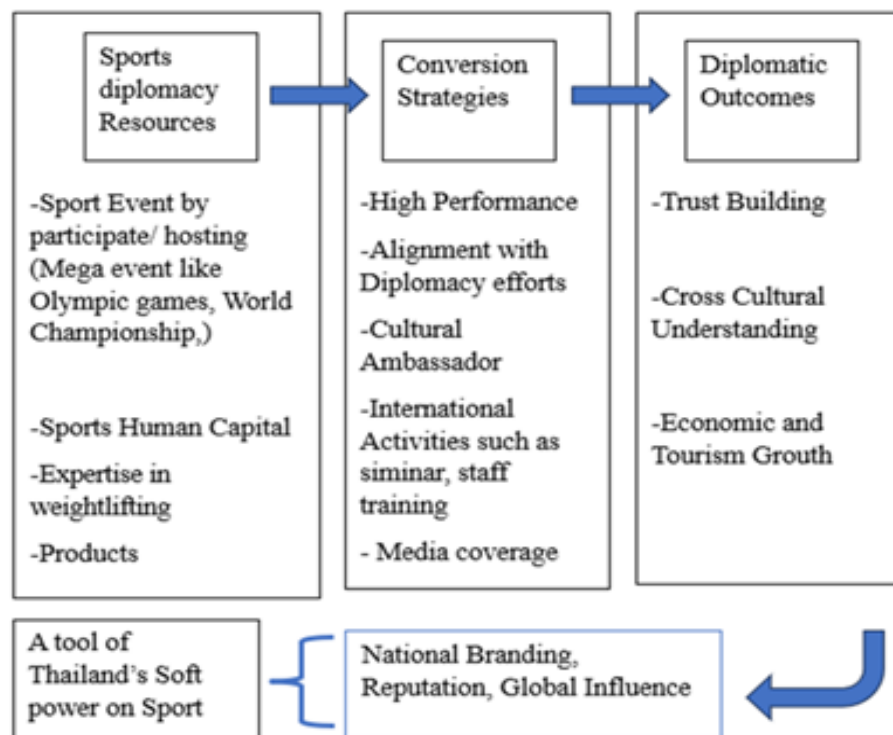 Sports
diplomacy
Resources
-Sport Event by
participate/ hosting
(Mega event like
Olympic games, World
Championship,)
-Sports Human Capital
-Expertise in
weightlifting
-Products
Conversion
Strategies
-High Performance
-Alignment with
Diplomacy efforts
-Cultural
Ambassador
-International
Activities such as
siminar, staff
training
- Media coverage
Diplomatic
Outcomes
-Trust Building
-Cross Cultural
Understanding
-Economic and
Tourism Grouth
A tool of
Thailand’s Soft
power on Sport
National Branding,
Reputation, Global Influence